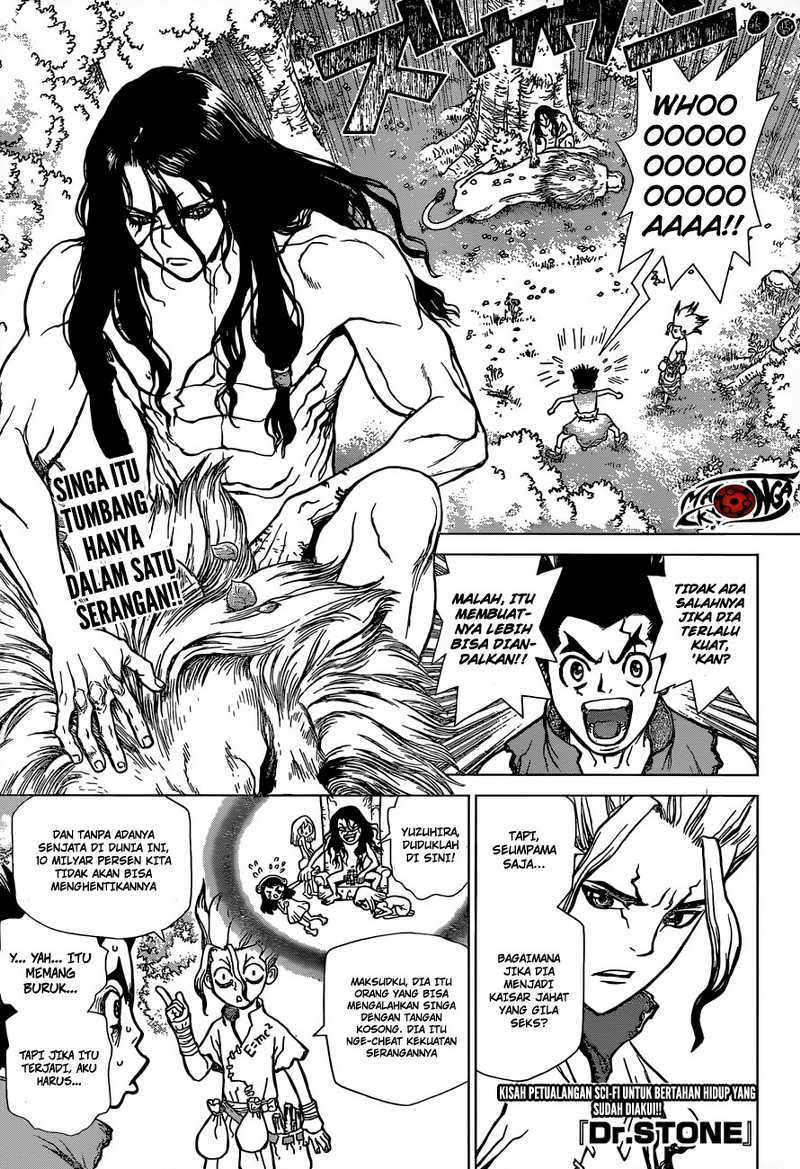 ズウウウン・・
WHOO
OOOOO
OOOOO
OOOOO
AAAA!!
SINGA ITU
TUMBANG
HANYA
DALAM SATU
SERANGAN!!
TIDAK ADA
SALAHNYA
JIKA DIA
TERLALU
KUAT,
'KAN?
MALAH, ITU
MEMBUAT-
NYA LEBIH
BISA DIAN-
DALKAN!!
TAPI,
SEUMPAMA
SAJA...
BAGAIMANA
JIKA DIA
MENJADI
KAISAR JAHAT
YANG GILA
SEKS?
YUZUHIRA,
DUDUKLAH
DI SINI!
DAN TANPA ADANYA
SENJATA DI DUNIA INI,
10 MILYAR PERSEN KITA
TIDAK AKAN BISA
MENGHENTIKANNYA
MAKSUDKU, DIA ITU
ORANG YANG BISA
MENGALAHKAN SINGA
DENGAN TANGAN
KOSONG. DIA ITU
NGE-CHEAT KEKUATAN
SERANGANNYA
E=mc²
Y... YAH... ITU
MEMANG
BURUK...
TAPI JIKA ITU
TERJADI, AKU
HARUS...
KISAH PETUALANGAN SCI-FI UNTUK BERTAHAN HIDUP YANG
SUDAH DIAKUI!!
『Dr.STONE』